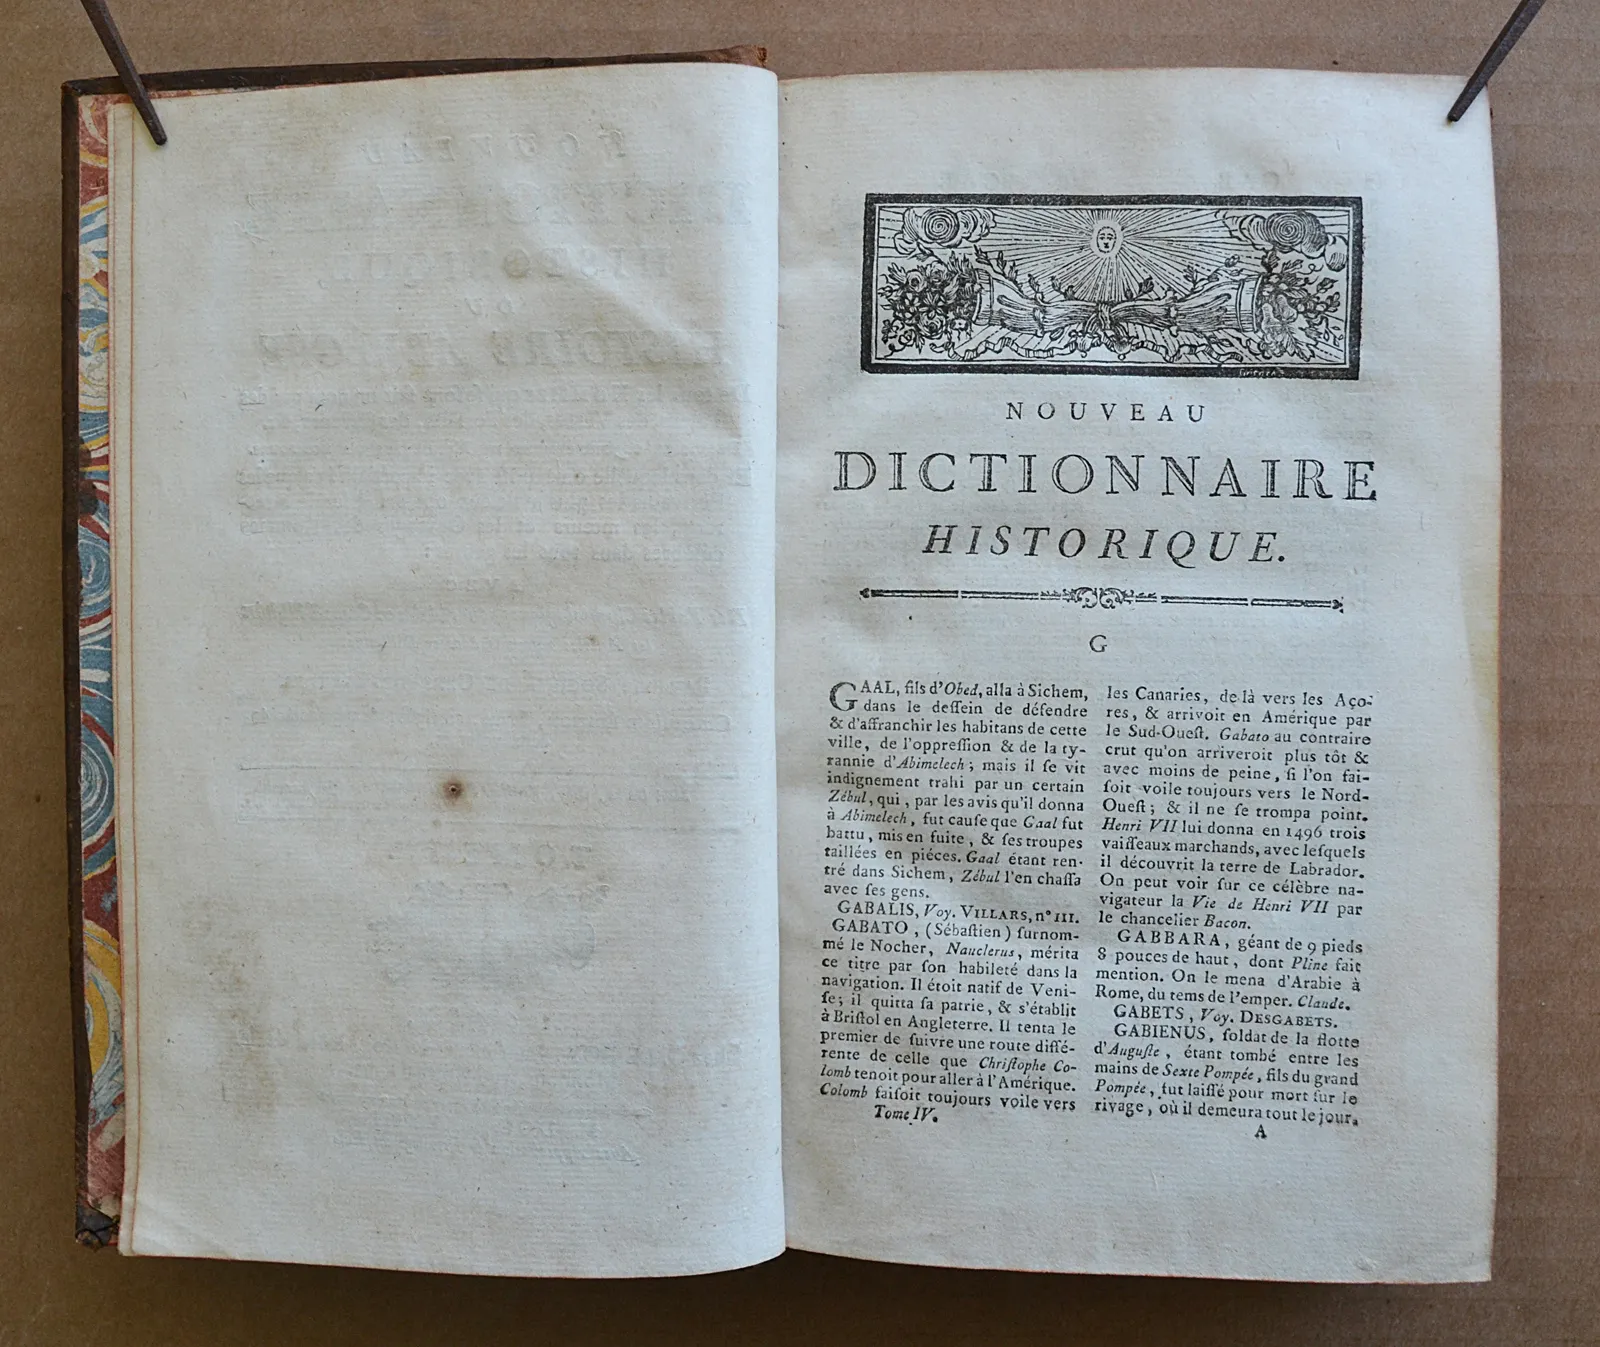 NOUVEAU
DICTIONNAIRE
HISTORIQUE.
G
GAAL, fils d'Obed, alla à Sichem,
dans le deſſein de défendre
& d'affranchir les habitans de cette
ville, de l'oppreſſion & de la ty-
rannie d'Abimelech; mais il ſe vit
indignement trahi par un certain
Zébul, qui, par les avis qu'il donna
à Abimelech, fut cauſe que Gaal fut
battu, mis en fuite, & ſes troupes
taillées en piéces. Gaal étant ren-
tré dans Sichem, Zébul l'en chaſſa
avec ſes gens.
GABALIS, Voy. VILLARS, n° III.
GABATO, (Sébaſtien) ſurnom-
mé le Nocher, Nauclerus, mérita
ce titre par ſon habileté dans la
navigation. Il étoit natif de Veni-
ſe; il quitta ſa patrie, & s'établit
à Briſtol en Angleterre. Il tenta le
premier de ſuivre une route diffé-
rente de celle que Chriſtophe Co-
lomb tenoit pour aller à l'Amérique.
Colomb faiſoit toujours voile vers
Tome IV.
les Canaries, de là vers les Aço-
res, & arrivoit en Amérique par
le Sud-Oueſt. Gabato au contraire
crut qu'on arriveroit plus tôt &
avec moins de peine, ſi l'on fai-
ſoit voile toujours vers le Nord-
Oueſt; & il ne ſe trompa point.
Henri VII lui donna en 1496 trois
vaiſſeaux marchands, avec leſquels
il découvrit la terre de Labrador.
On peut voir ſur ce célèbre na-
vigateur la Vie de Henri VII par
le chancelier Bacon.
GABBARA, géant de 9 pieds
8 pouces de haut, dont Pline fait
mention. On le mena d'Arabie à
Rome, du tems de l'emper. Claude.
GABETS, Voy. DESGABETS.
GABIENUS, ſoldat de la flotte
d'Auguſte, étant tombé entre les
mains de Sexte Pompée, fils du grand
Pompée, fut laiſſé pour mort ſur le
rivage, où il demeura tout le jour.
A